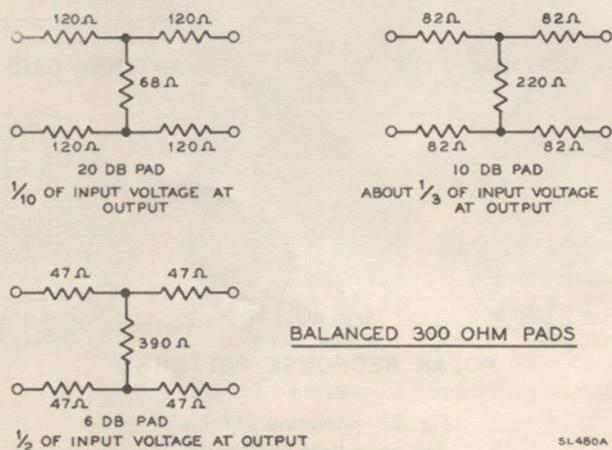 120Ω 120Ω
68Ω
120Ω 120Ω
20 DB PAD
1/10 OF INPUT VOLTAGE AT
OUTPUT
82Ω 82Ω
220Ω
82Ω 82Ω
10 DB PAD
ABOUT 1/3 OF INPUT VOLTAGE
AT OUTPUT
47Ω 47Ω
390Ω
47Ω 47Ω
6 DB PAD
1/2 OF INPUT VOLTAGE AT OUTPUT
BALANCED 300 OHM PADS
SL480A